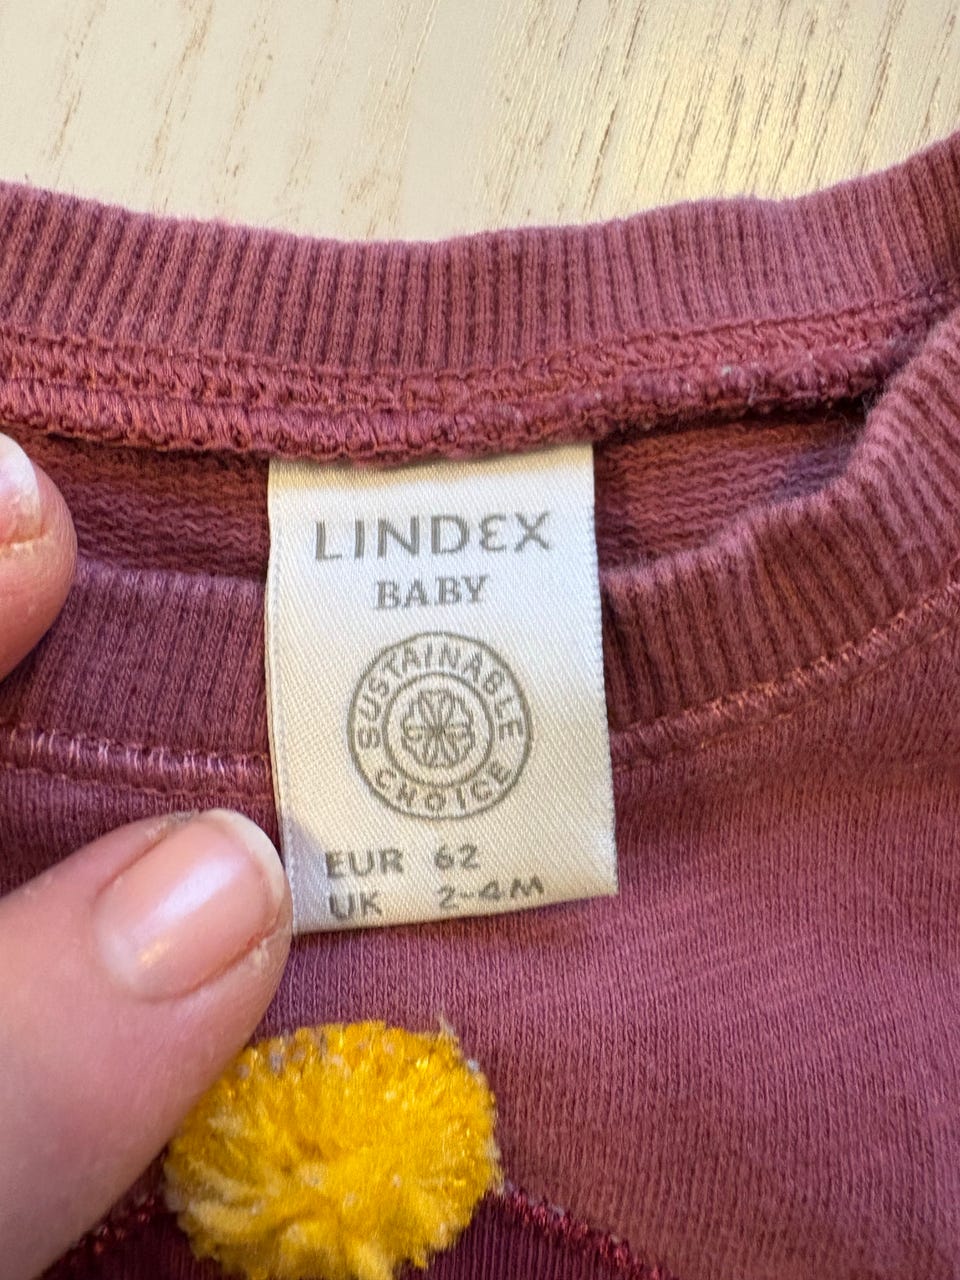 LINDEX
BABY
SUSTAINABLE
CHOICE
EUR 62
UK 2-4M